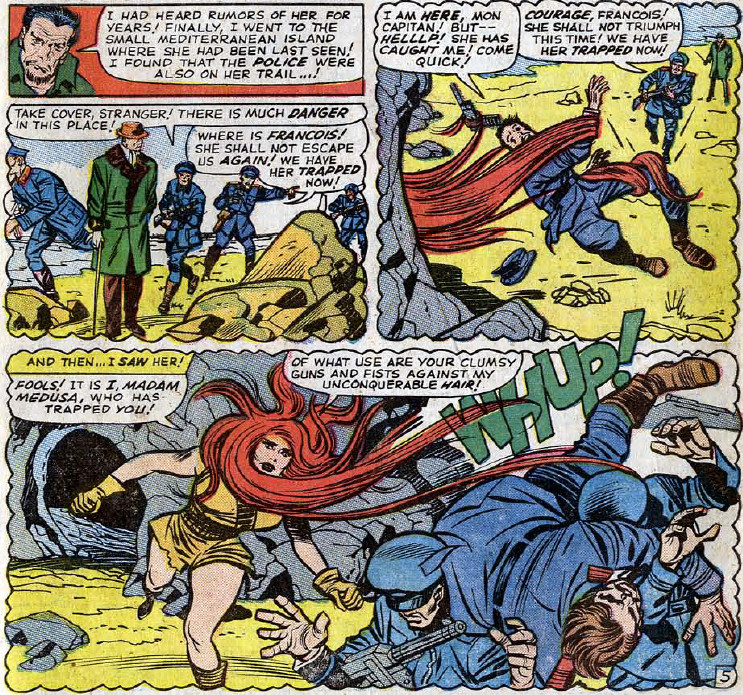 I HAD HEARD RUMORS OF HER FOR
YEARS! FINALLY, I WENT TO THE
SMALL MEDITERRANEAN ISLAND
WHERE SHE HAD BEEN LAST SEEN!
I FOUND THAT THE POLICE WERE
ALSO ON HER TRAIL...!
TAKE COVER, STRANGER! THERE IS MUCH DANGER
IN THIS PLACE!
WHERE IS FRANCOIS!
SHE SHALL NOT ESCAPE
US AGAIN! WE HAVE
HER TRAPPED
NOW!
I AM HERE, MON
CAPITAN! BUT--
HELLLP! SHE HAS
CAUGHT ME! COME
QUICK!
COURAGE, FRANCOIS!
SHE SHALL NOT TRIUMPH
THIS TIME! WE HAVE
HER TRAPPED NOW!
AND THEN...I SAW HER!
FOOLS! IT IS I, MADAM
MEDUSA, WHO HAS
TRAPPED YOU!
OF WHAT USE ARE YOUR CLUMSY
GUNS AND FISTS AGAINST MY
UNCONQUERABLE HAIR!
WHUP!
5